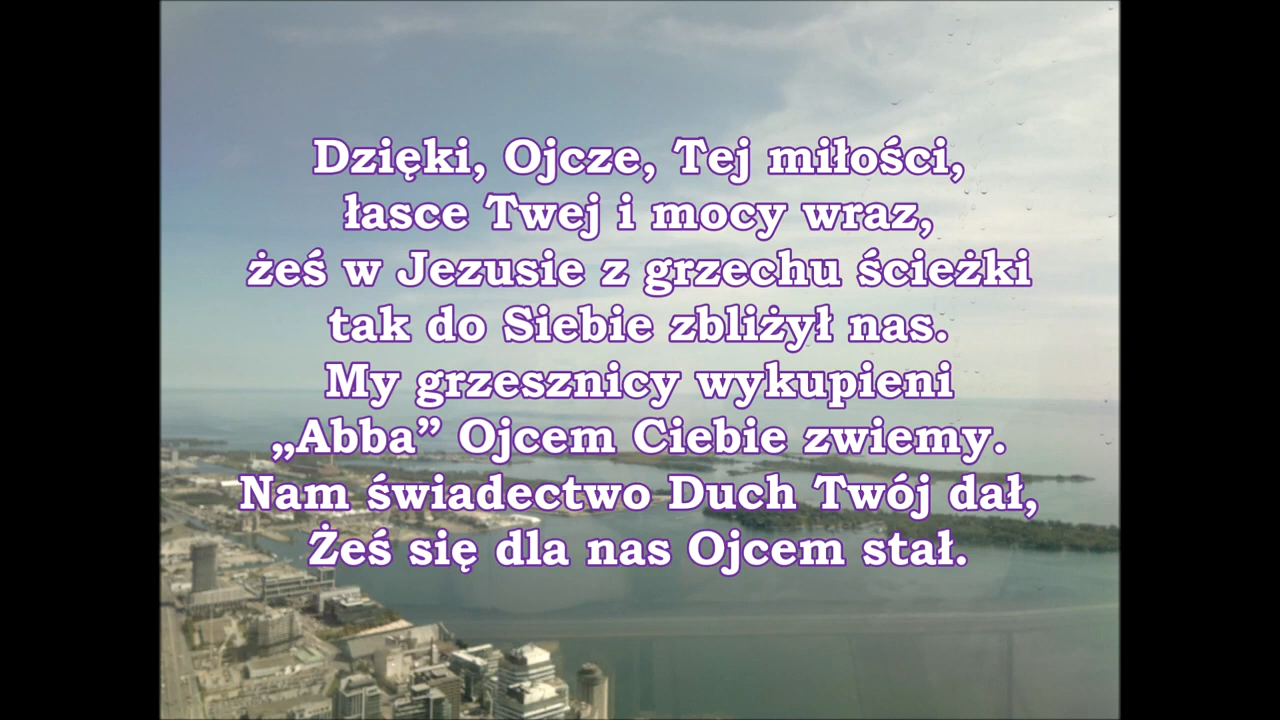 Dzięki, Ojcze, Tej miłości,
łasce Twej i mocy wraz,
żeś w Jezusie z grzechu ścieżki
tak do Siebie zbliżył nas.
My grzesznicy wykupieni
„Abba” Ojcem Ciebie zwiemy.
Nam świadectwo Duch Twój dał,
Żeś się dla nas Ojcem stał.